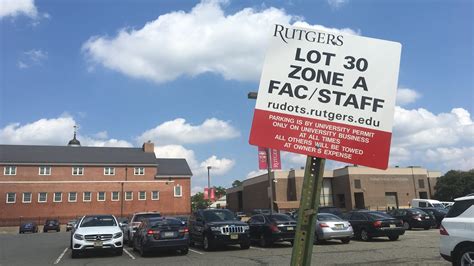 RUTGERS
LOT 30
ZONE A
FAC/STAFF
rudots.rutgers.edu
PARKING IS BY UNIVERSITY PERMIT
ONLY ON UNIVERSITY BUSINESS
AT ALL TIMES
ALL OTHERS WILL BE TOWED
AT OWNER'S EXPENSE